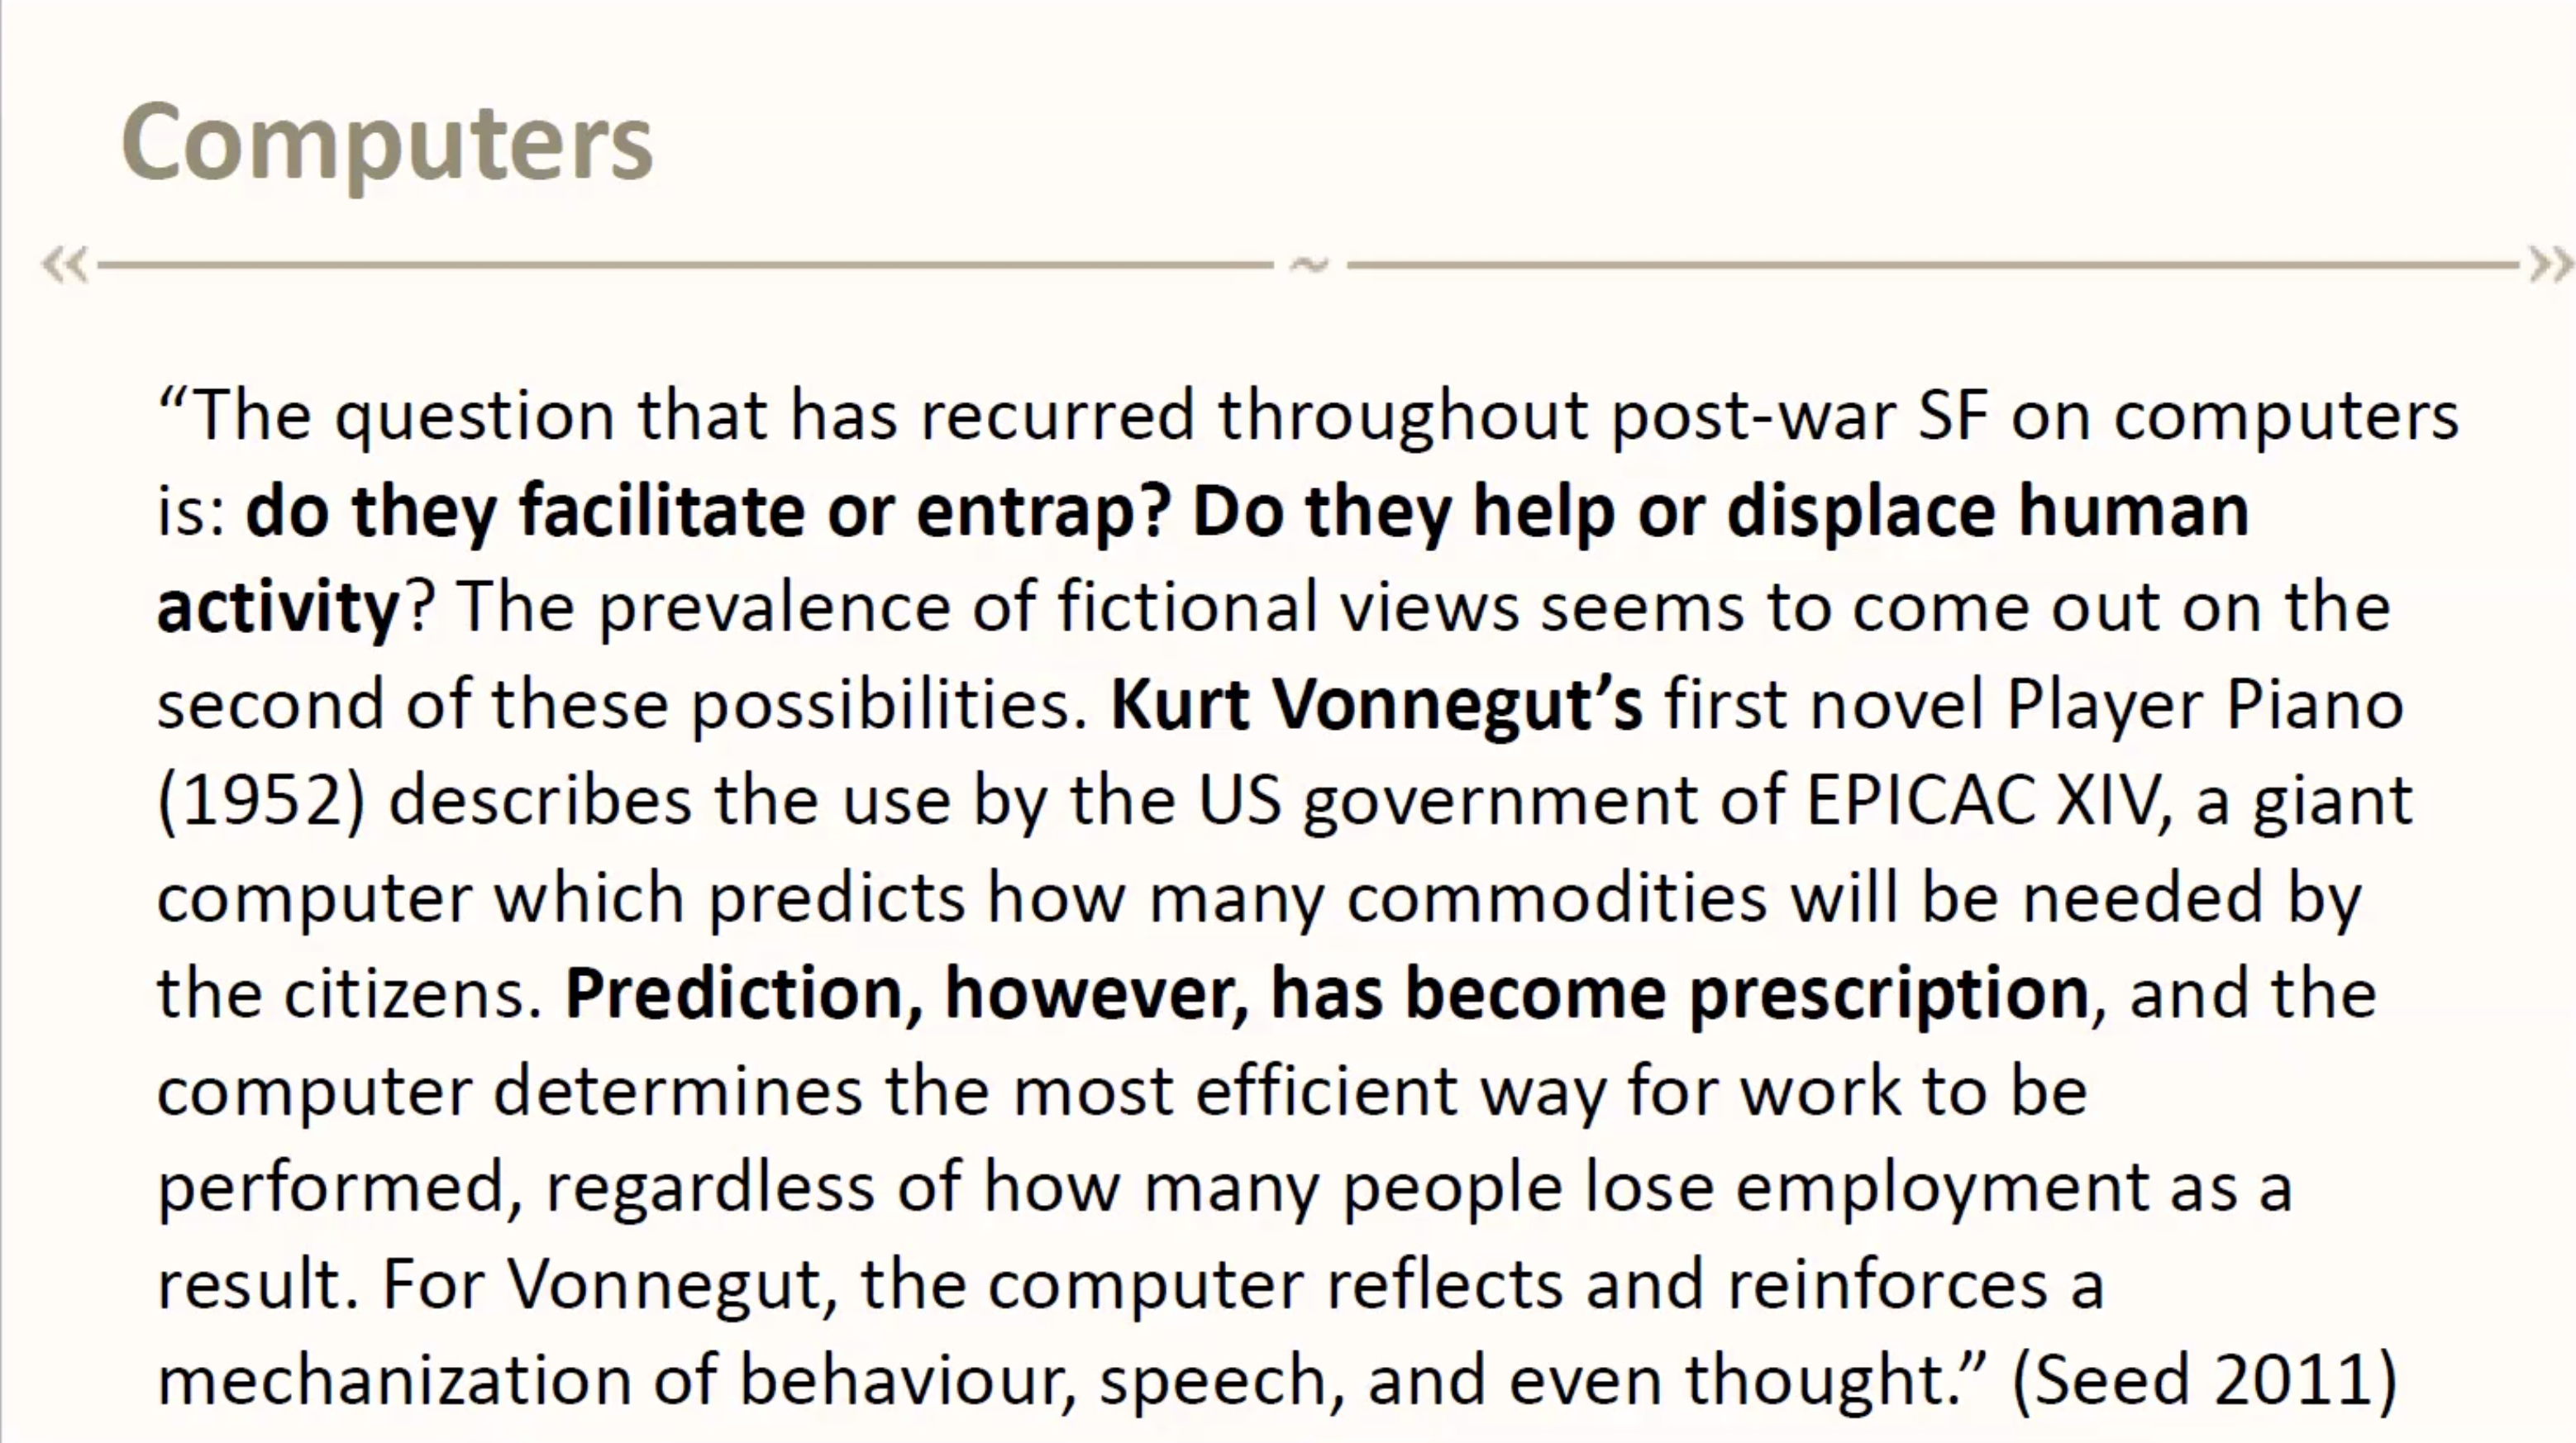 Computers
“The question that has recurred throughout post-war SF on computers
is: do they facilitate or entrap? Do they help or displace human
activity? The prevalence of fictional views seems to come out on the
second of these possibilities. Kurt Vonnegut’s first novel Player Piano
(1952) describes the use by the US government of EPICAC XIV, a giant
computer which predicts how many commodities will be needed by
the citizens. Prediction, however, has become prescription, and the
computer determines the most efficient way for work to be
performed, regardless of how many people lose employment as a
result. For Vonnegut, the computer reflects and reinforces a
mechanization of behaviour, speech, and even thought.” (Seed 2011)